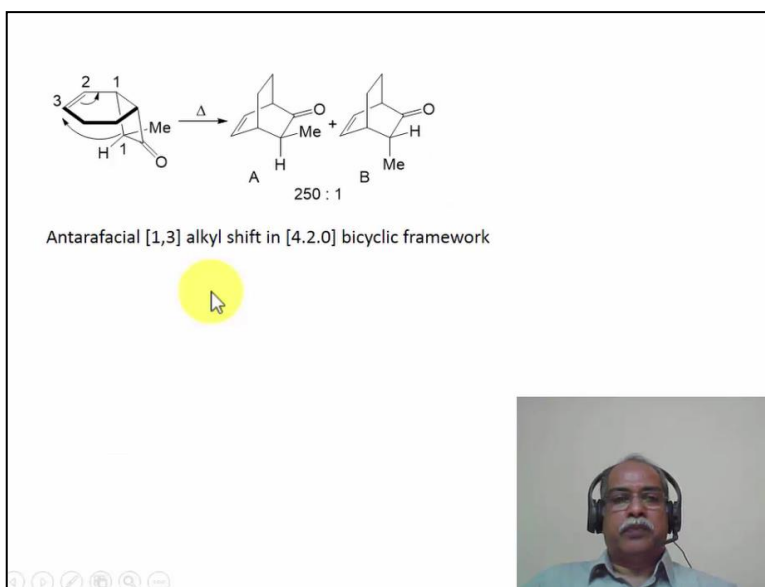 2 1
3
Me
H 1
O
Δ
O
Me
H
A
+
O
H
Me
B
250 : 1
Antarafacial [1,3] alkyl shift in [4.2.0] bicyclic framework